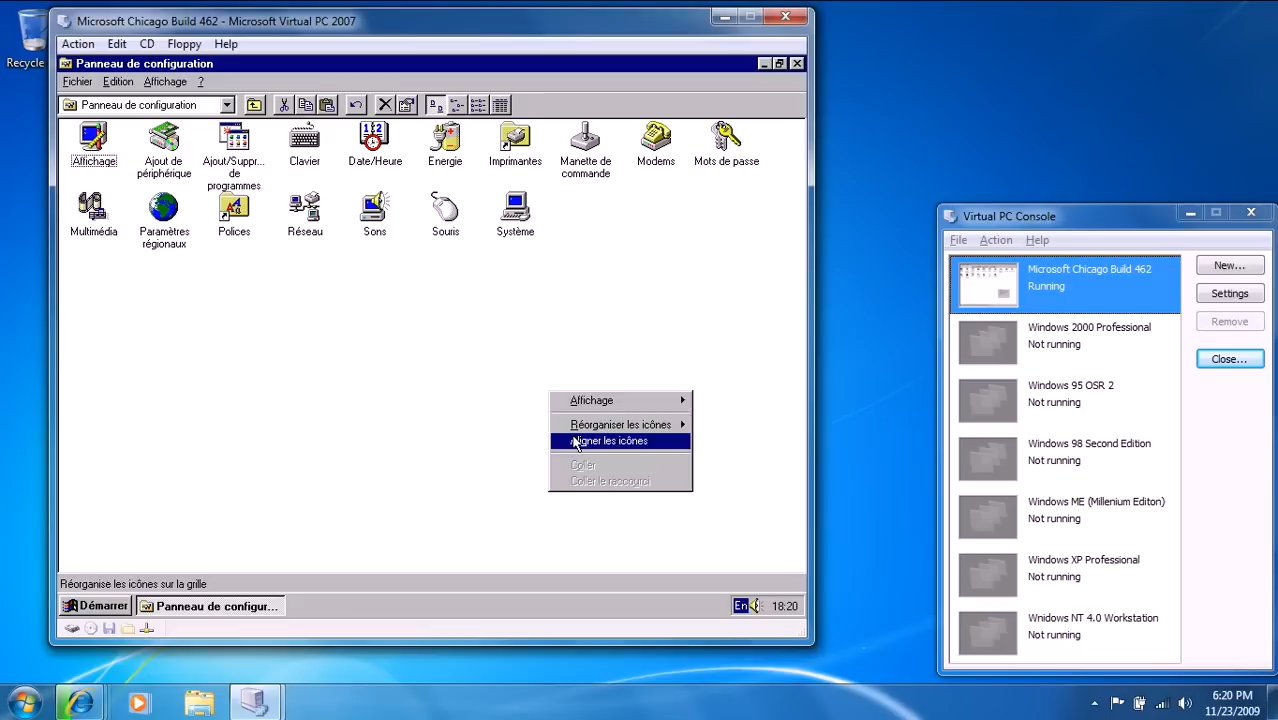 Recycle
Microsoft Chicago Build 462 - Microsoft Virtual PC 2007
Action Edit CD Floppy Help
Panneau de configuration
Fichier Edition Affichage ?
Panneau de configuration
Affichage
Ajout de
périphérique
Ajout/Suppr...
de
programmes
Clavier
Date/Heure
Energie
Imprimantes
Manette de
commande
Modems
Mots de passe
Multimédia
Paramètres
régionaux
Polices
Réseau
Sons
Souris
Système
Affichage
Réorganiser les icônes
Aligner les icônes
Coller
Coller le raccourci
Réorganise les icônes sur la grille
Démarrer
Panneau de configur...
En
18:20
Virtual PC Console
File Action Help
Microsoft Chicago Build 462
Running
Windows 2000 Professional
Not running
Windows 95 OSR 2
Not running
Windows 98 Second Edition
Not running
Windows ME (Millenium Editon)
Not running
Windows XP Professional
Not running
Wnidows NT 4.0 Workstation
Not running
New...
Settings
Remove
Close...
6:20 PM
11/23/2009